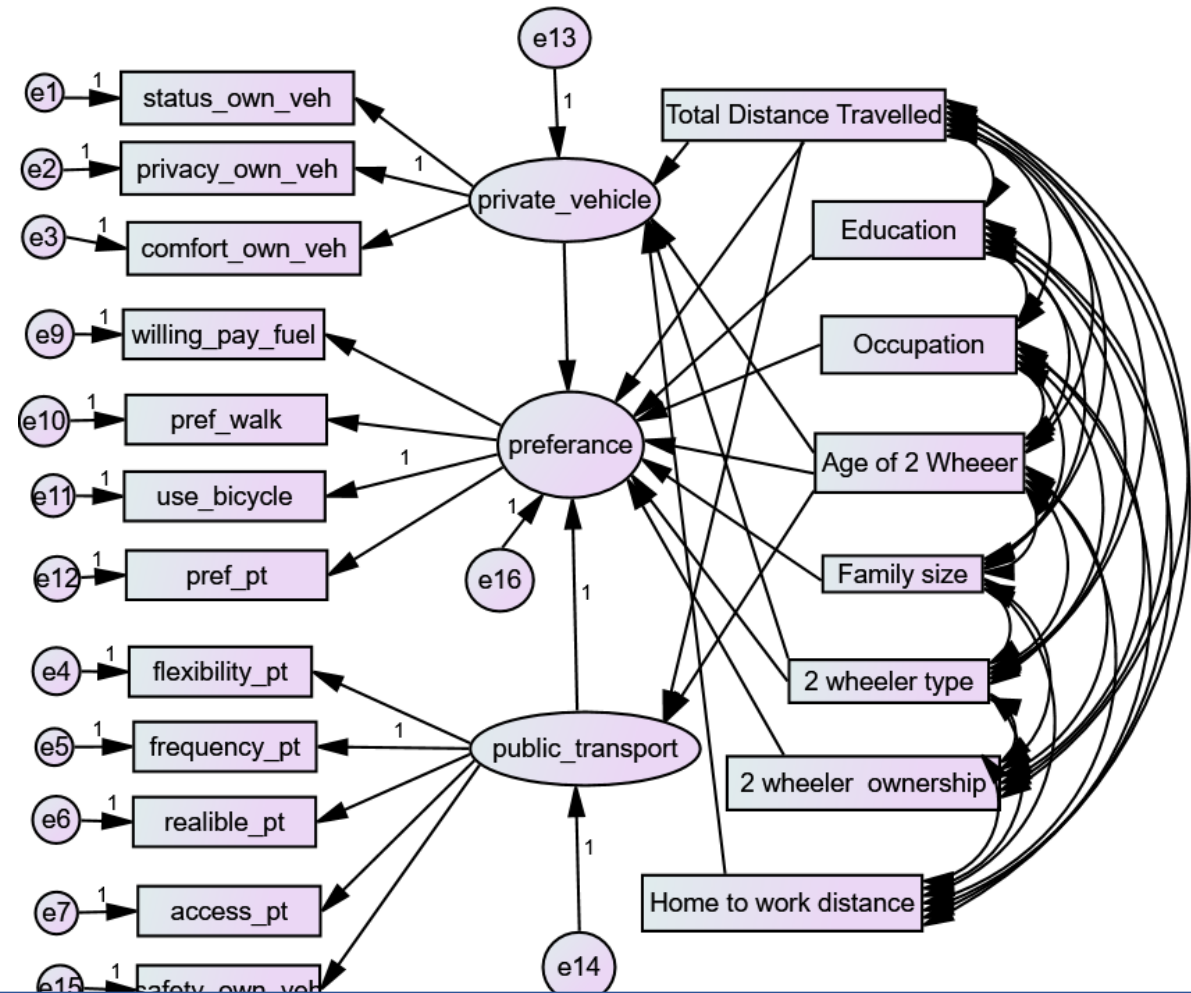 e13
e1
1
status_own_veh
1
Total Distance Travelled
e2
1
privacy_own_veh
1
private_vehicle
e3
1
comfort_own_veh
Education
e9
1
willing_pay_fuel
Occupation
e10
1
pref_walk
preferance
Age of 2 Wheeer
e11
1
use_bicycle
1
1
e16
e12
1
pref_pt
1
Family size
e4
1
flexibility_pt
2 wheeler type
e5
1
frequency_pt
1
public_transport
2 wheeler ownership
e6
1
realible_pt
1
e7
1
access_pt
Home to work distance
e15
1
safety_own_veh
e14